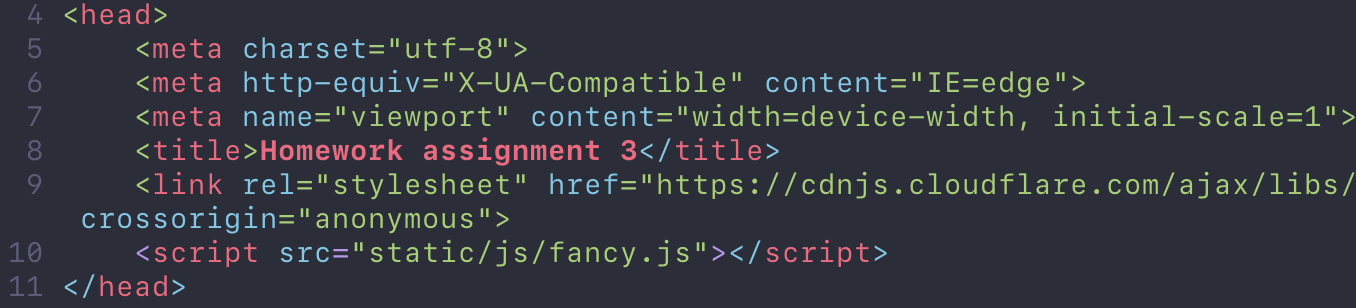 4 <head>
5     <meta charset="utf-8">
6     <meta http-equiv="X-UA-Compatible" content="IE=edge">
7     <meta name="viewport" content="width=device-width, initial-scale=1">
8     <title>Homework assignment 3</title>
9     <link rel="stylesheet" href="https://cdnjs.cloudflare.com/ajax/libs/
 crossorigin="anonymous">
10     <script src="static/js/fancy.js"></script>
11 </head>